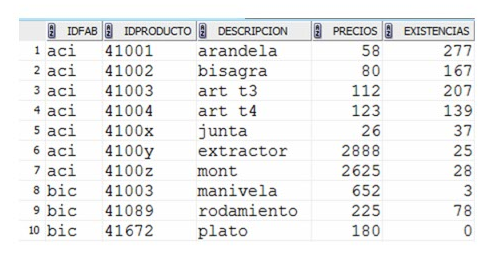 IDFAB IDPRODUCTO DESCRIPCION PRECIOS EXISTENCIAS
1 aci 41001 arandela 58 277
2 aci 41002 bisagra 80 167
3 aci 41003 art t3 112 207
4 aci 41004 art t4 123 139
5 aci 4100x junta 26 37
6 aci 4100y extractor 2888 25
7 aci 4100z mont 2625 28
8 bic 41003 manivela 652 3
9 bic 41089 rodamiento 225 78
10 bic 41672 plato 180 0